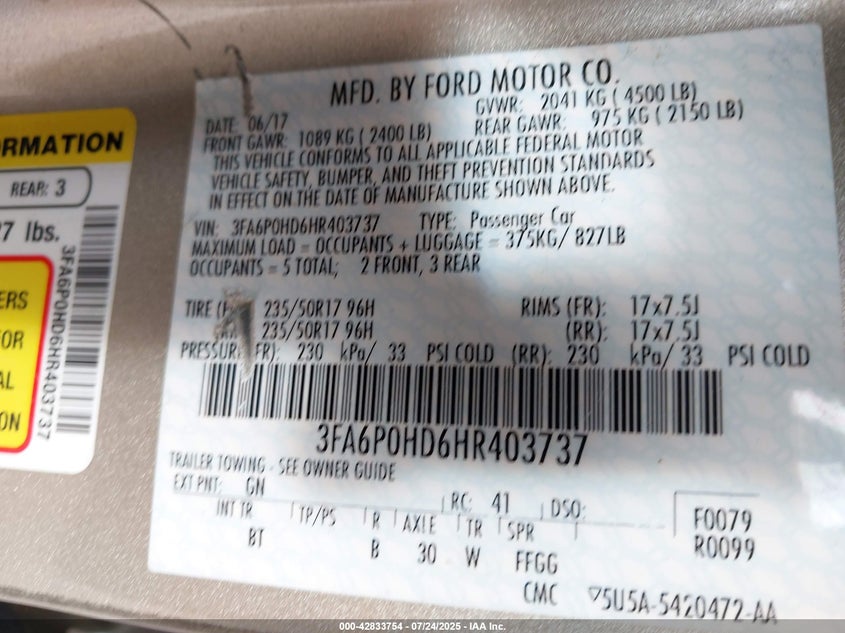 RMATION
REAR: 3
7 lbs.
ERS
FOR
AL
ON
3FA6P0HD6HR403737
MFD. BY FORD MOTOR CO.
DATE: 06/17 GVWR: 2041 KG ( 4500 LB)
FRONT GAWR: 1089 KG ( 2400 LB) REAR GAWR: 975 KG ( 2150 LB)
THIS VEHICLE CONFORMS TO ALL APPLICABLE FEDERAL MOTOR
VEHICLE SAFETY, BUMPER, AND THEFT PREVENTION STANDARDS
IN EFFECT ON THE DATE OF MANUFACTURE SHOWN ABOVE.
VIN: 3FA6P0HD6HR403737 TYPE: Passenger Car
MAXIMUM LOAD = OCCUPANTS + LUGGAGE = 375KG/ 827LB
OCCUPANTS = 5 TOTAL; 2 FRONT, 3 REAR
TIRE 235/50R17 96H RIMS (FR): 17x7.5J
235/50R17 96H (RR): 17x7.5J
PRESSURE FR): 230 kPa/ 33 PSI COLD (RR): 230 kPa/ 33 PSI COLD
3FA6P0HD6HR403737
TRAILER TOWING - SEE OWNER GUIDE
EXT PNT: GN RC: 41 DSO: F0079
INT TR TP/PS R AXLE TR SPR R0099
BT B 30 W FFGG
CMC 5U5A-5420472-AA
000-42833754 - 07/24/2025 - IAA Inc.